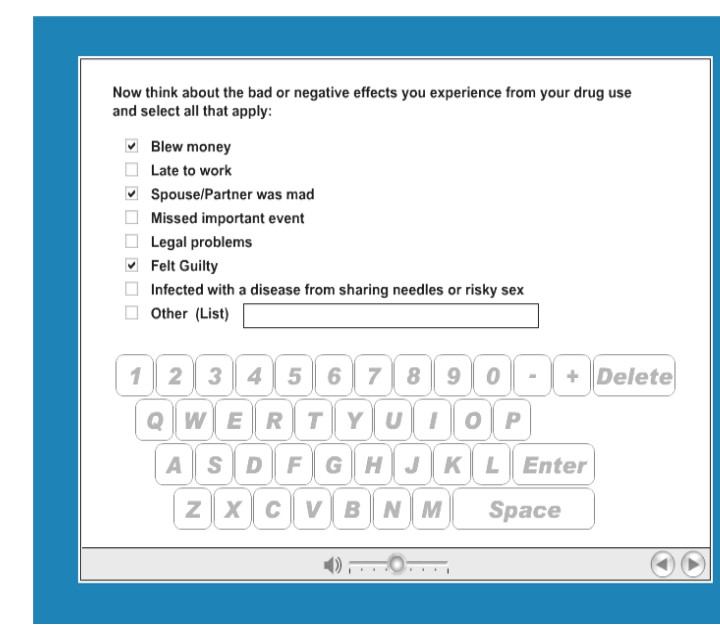 Now think about the bad or negative effects you experience from your drug use
and select all that apply:
Blew money
Late to work
Spouse/Partner was mad
Missed important event
Legal problems
Felt Guilty
Infected with a disease from sharing needles or risky sex
Other (List)
1 2 3 4 5 6 7 8 9 0 - + Delete
Q W E R T Y U I O P
A S D F G H J K L Enter
Z X C V B N M Space